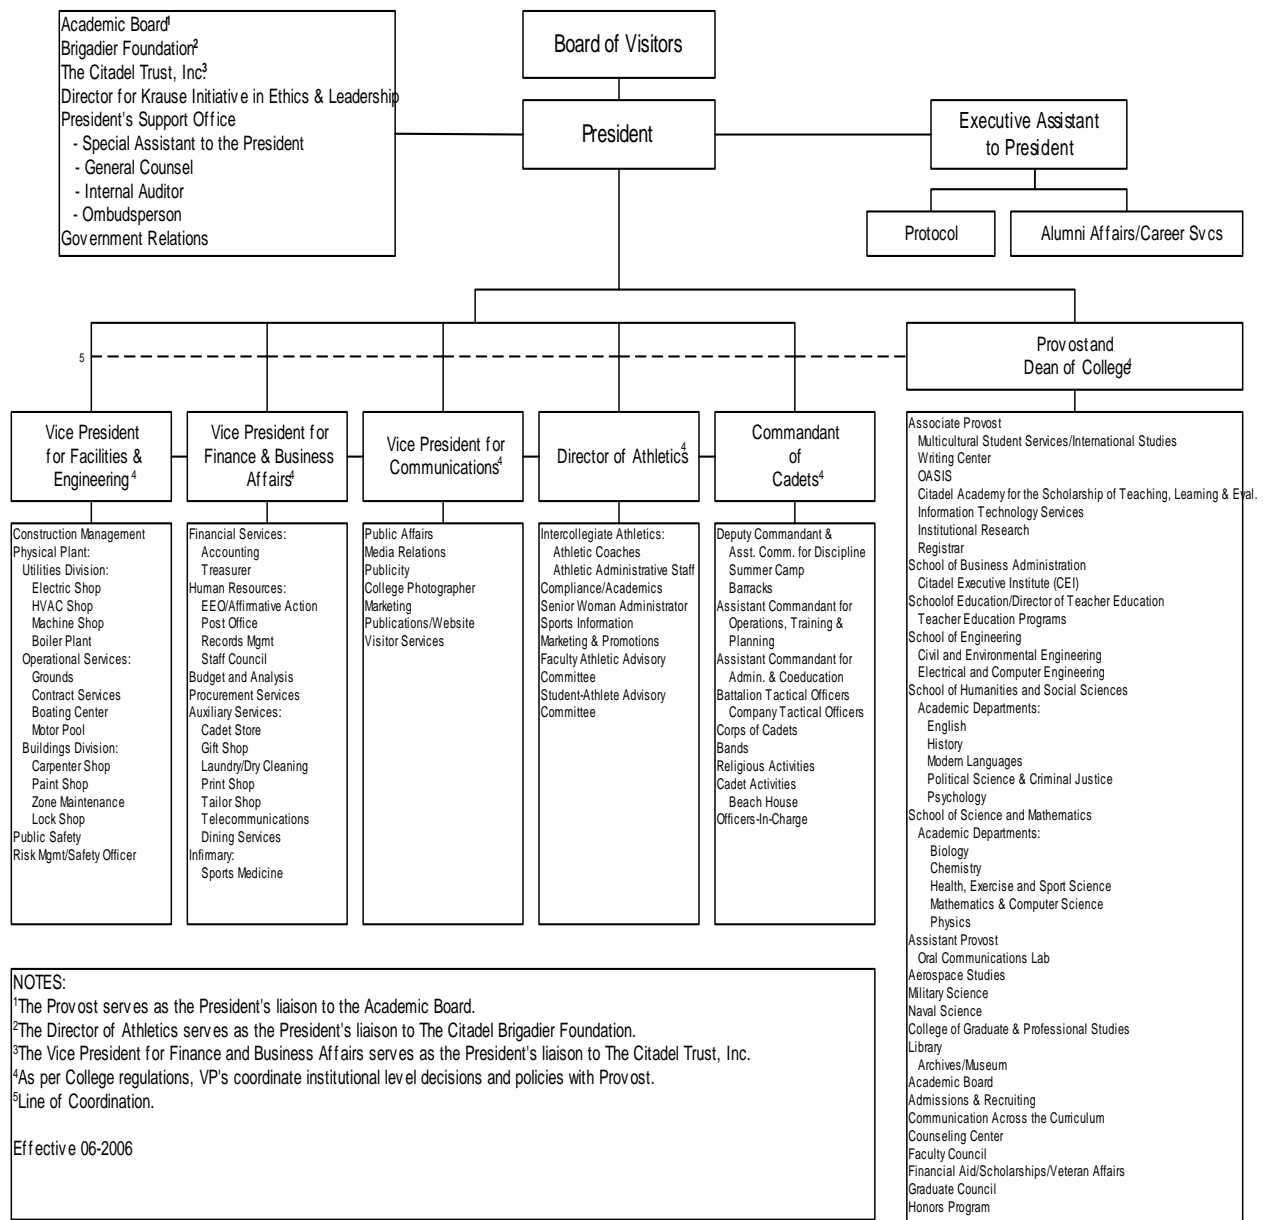 Academic Board¹
Brigadier Foundation²
The Citadel Trust, Inc.³
Director for Krause Initiative in Ethics & Leadership
President's Support Office
- Special Assistant to the President
- General Counsel
- Internal Auditor
- Ombudsperson
Government Relations
Board of Visitors
President
Executive Assistant
to President
Protocol
Alumni Affairs/Career Svcs
5
Provost and
Dean of College⁴
Vice President
for Facilities &
Engineering⁴
Vice President for
Finance & Business
Affairs⁴
Vice President for
Communications⁴
Director of Athletics⁴
Commandant
of
Cadets⁴
Construction Management
Physical Plant:
Utilities Division:
Electric Shop
HVAC Shop
Machine Shop
Boiler Plant
Operational Services:
Grounds
Contract Services
Boating Center
Motor Pool
Buildings Division:
Carpenter Shop
Paint Shop
Zone Maintenance
Lock Shop
Public Safety
Risk Mgmt/Safety Officer
Financial Services:
Accounting
Treasurer
Human Resources:
EEO/Affirmative Action
Post Office
Records Mgmt
Staff Council
Budget and Analysis
Procurement Services
Auxiliary Services:
Cadet Store
Gift Shop
Laundry/Dry Cleaning
Print Shop
Tailor Shop
Telecommunications
Dining Services
Infirmary:
Sports Medicine
Public Affairs
Media Relations
Publicity
College Photographer
Marketing
Publications/Website
Visitor Services
Intercollegiate Athletics:
Athletic Coaches
Athletic Administrative Staff
Compliance/Academics
Senior Woman Administrator
Sports Information
Marketing & Promotions
Faculty Athletic Advisory
Committee
Student-Athlete Advisory
Committee
Deputy Commandant &
Asst. Comm. for Discipline
Summer Camp
Barracks
Assistant Commandant for
Operations, Training &
Planning
Assistant Commandant for
Admin. & Coeducation
Battalion Tactical Officers
Company Tactical Officers
Corps of Cadets
Bands
Religious Activities
Cadet Activities
Beach House
Officers-In-Charge
Associate Provost
Multicultural Student Services/International Studies
Writing Center
OASIS
Citadel Academy for the Scholarship of Teaching, Learning & Eval.
Information Technology Services
Institutional Research
Registrar
School of Business Administration
Citadel Executive Institute (CEI)
Schoolof Education/Director of Teacher Education
Teacher Education Programs
School of Engineering
Civil and Environmental Engineering
Electrical and Computer Engineering
School of Humanities and Social Sciences
Academic Departments:
English
History
Modern Languages
Political Science & Criminal Justice
Psychology
School of Science and Mathematics
Academic Departments:
Biology
Chemistry
Health, Exercise and Sport Science
Mathematics & Computer Science
Physics
Assistant Provost
Oral Communications Lab
Aerospace Studies
Military Science
Naval Science
College of Graduate & Professional Studies
Library
Archives/Museum
Academic Board
Admissions & Recruiting
Communication Across the Curriculum
Counseling Center
Faculty Council
Financial Aid/Scholarships/Veteran Affairs
Graduate Council
Honors Program
NOTES:
¹The Provost serves as the President's liaison to the Academic Board.
²The Director of Athletics serves as the President's liaison to The Citadel Brigadier Foundation.
³The Vice President for Finance and Business Affairs serves as the President's liaison to The Citadel Trust, Inc.
⁴As per College regulations, VP's coordinate institutional level decisions and policies with Provost.
⁵Line of Coordination.
Effective 06-2006